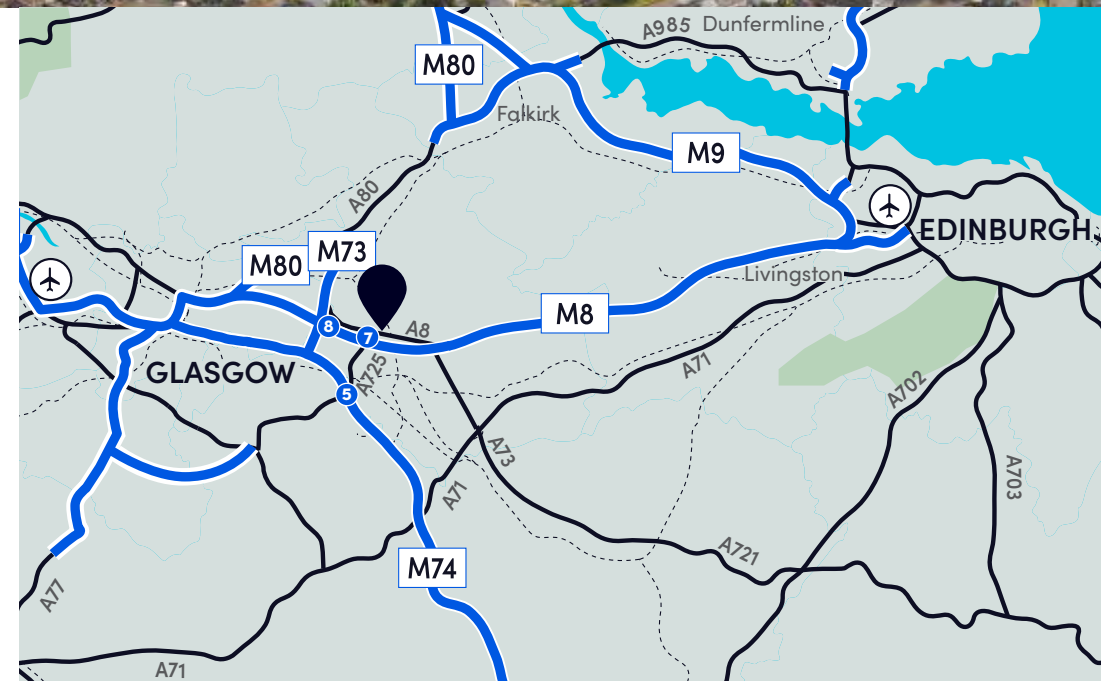 A985 Dunfermline
M80
Falkirk
M9
A80
EDINBURGH
M73
M80
Livingston
M8
8
7
A8
GLASGOW
A725
A71
5
A702
A73
A703
A71
A721
M74
A77
A71